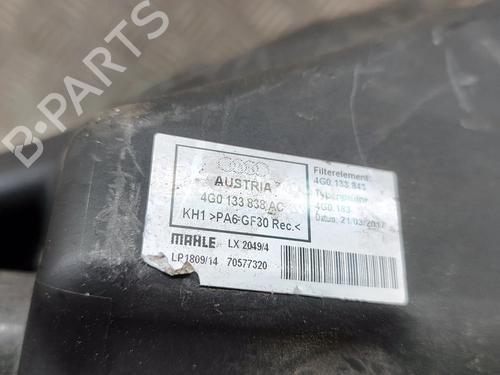 B-PARTS
AUSTRIA
4G0 133 838 AC
KH1 >PA6-GF30 Rec.<
MAHLE LX 2049/4
LP1809/14 70577320
Filterelement:
4G0 133 843
4G0.183
Datum: 21/03/2017